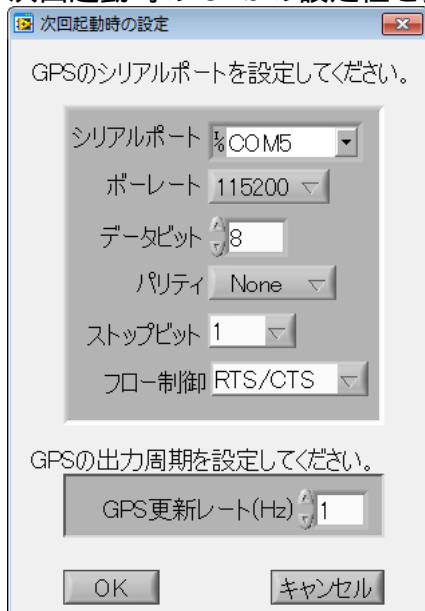 次回起動時の設定
GPSのシリアルポートを設定してください。
シリアルポート COM5
ボーレート 115200
データビット 8
パリティ None
ストップビット 1
フロー制御 RTS/CTS
GPSの出力周期を設定してください。
GPS更新レート(Hz) 1
OK キャンセル